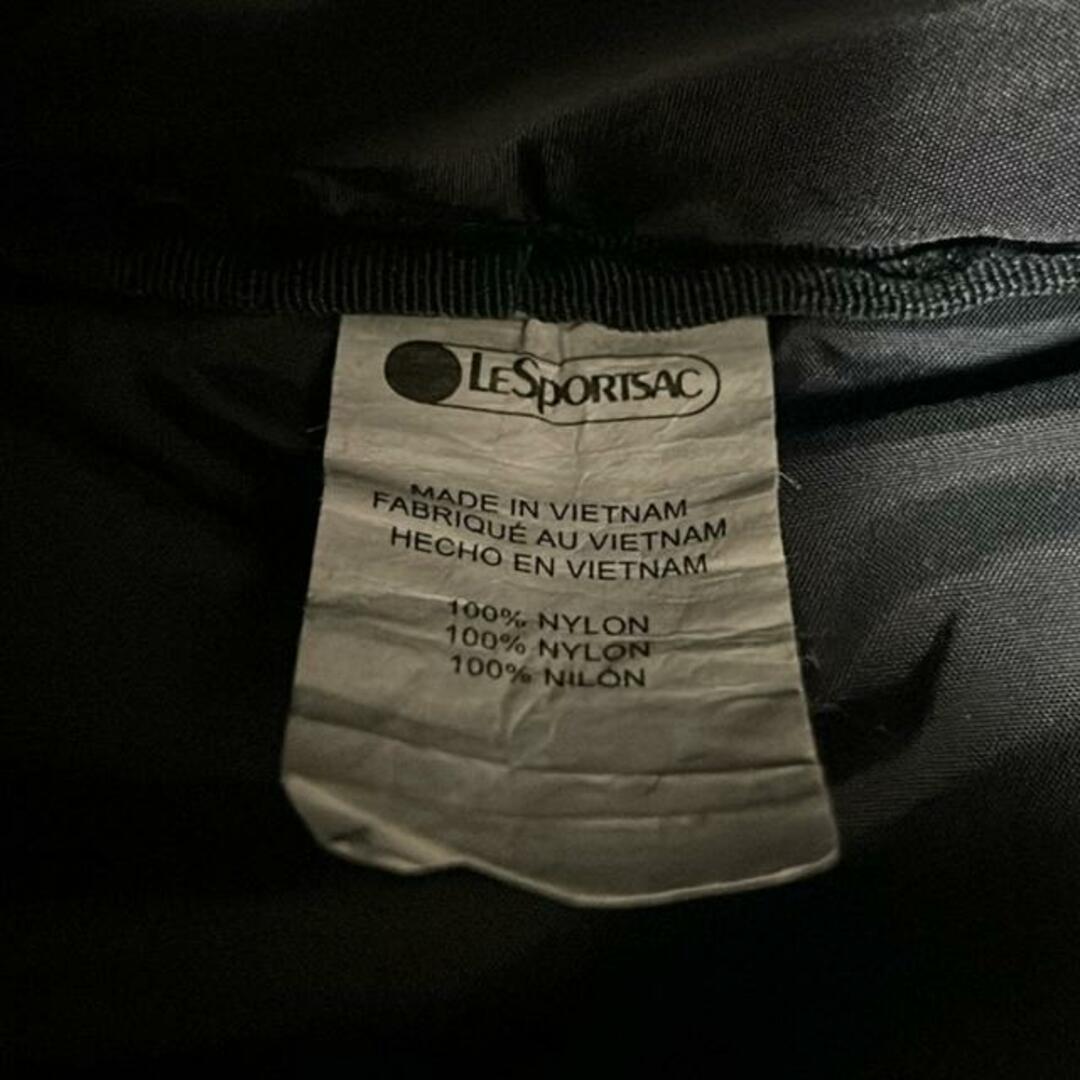 LESPORTSAC
MADE IN VIETNAM
FABRIQUÉ AU VIETNAM
HECHO EN VIETNAM
100% NYLON
100% NYLON
100% NILÓN